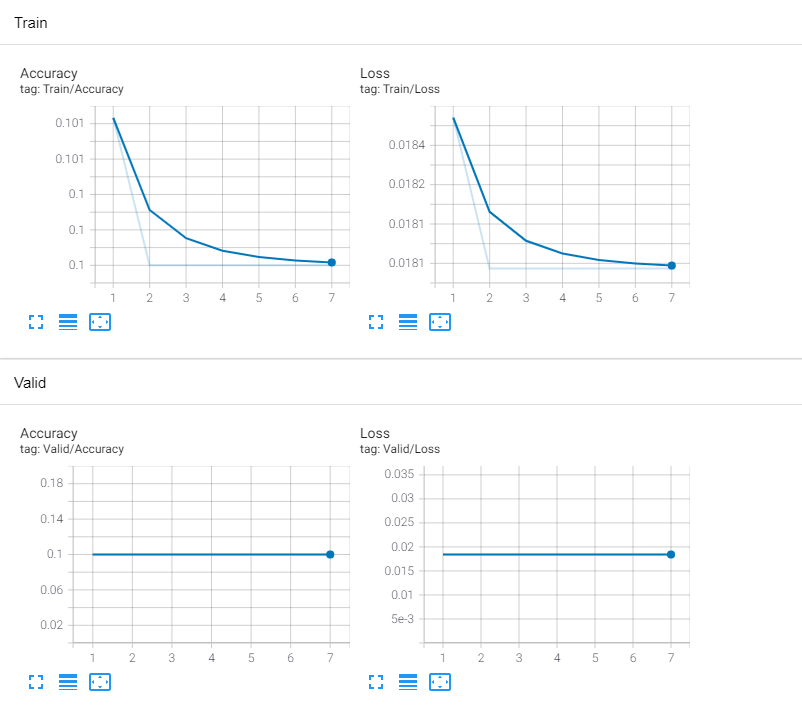 Train
Accuracy
tag: Train/Accuracy
0.101
0.101
0.1
0.1
0.1
1 2 3 4 5 6 7
Loss
tag: Train/Loss
0.0184
0.0182
0.0181
0.0181
1 2 3 4 5 6 7
Valid
Accuracy
tag: Valid/Accuracy
0.18
0.14
0.1
0.06
0.02
1 2 3 4 5 6 7
Loss
tag: Valid/Loss
0.035
0.03
0.025
0.02
0.015
0.01
5e-3
1 2 3 4 5 6 7